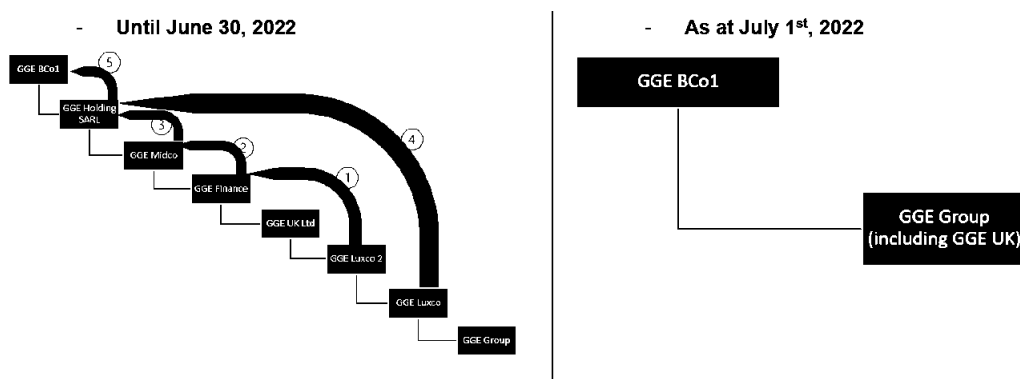 - Until June 30, 2022
GGE BCo1
5
GGE Holding
SARL
3
GGE Midco
2
GGE Finance
1
4
GGE UK Ltd
GGE Luxco 2
GGE Luxco
GGE Group
- As at July 1st, 2022
GGE BCo1
GGE Group
(including GGE UK)